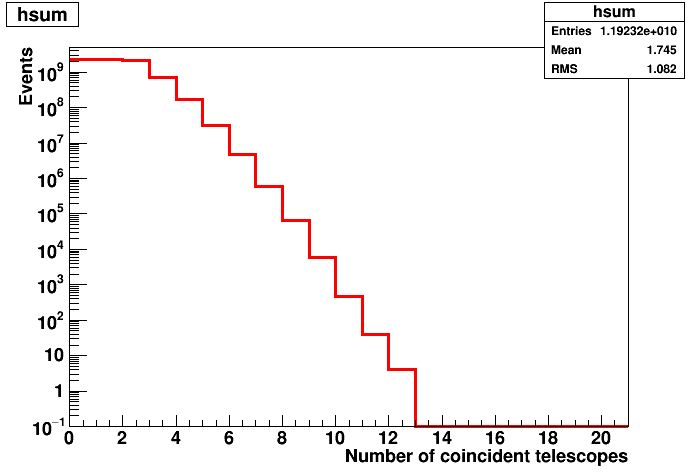 hsum
hsum
Entries 1.19232e+010
Mean 1.745
RMS 1.082
Events
10⁹
10⁸
10⁷
10⁶
10⁵
10⁴
10³
10²
10
1
10⁻¹
0 2 4 6 8 10 12 14 16 18 20
Number of coincident telescopes